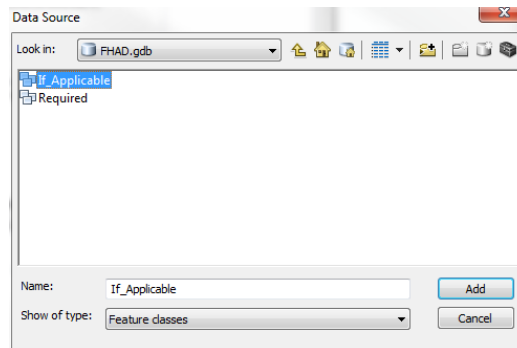 Data Source
Look in: FHAD.gdb
If_Applicable
Required
Name: If_Applicable Add
Show of type: Feature classes Cancel